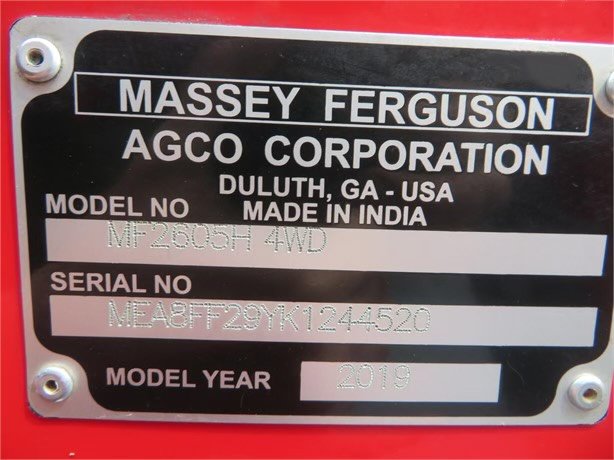 MASSEY FERGUSON
AGCO CORPORATION
DULUTH, GA - USA
MODEL NO MADE IN INDIA
MF2605H 4WD
SERIAL NO
MEA8FF29YK1244520
MODEL YEAR 2019